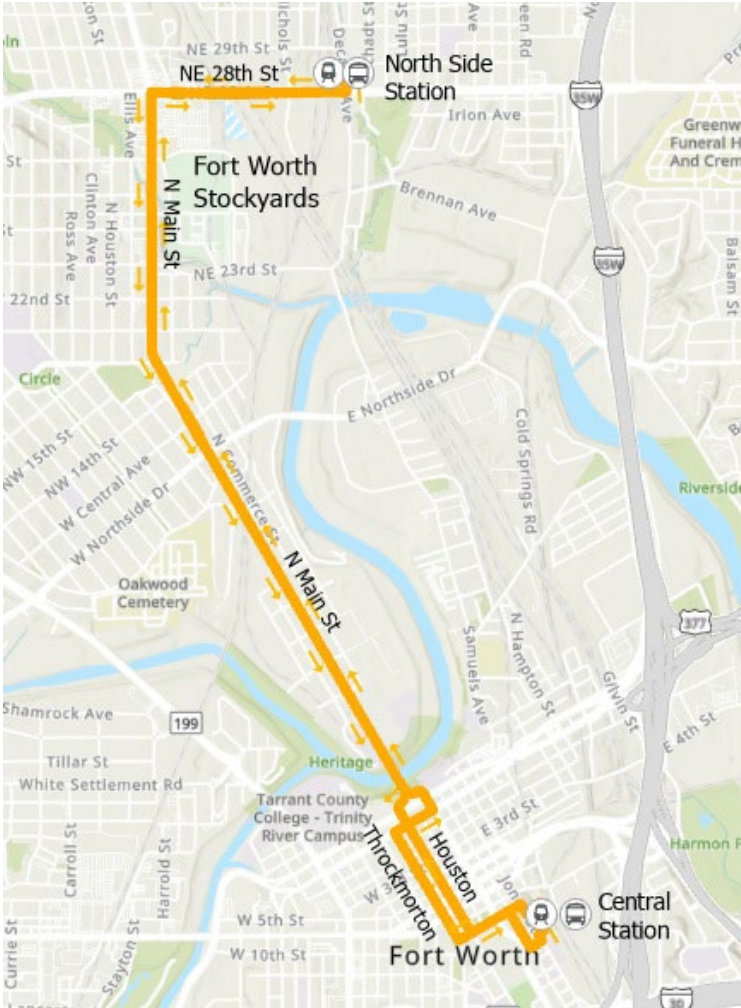 NE 29th St
NE 28th St
North Side
Station
35W
Irion Ave
Ellis Ave
Greenw
Funeral H
And Crem
Fort Worth
Stockyards
Clinton Ave
Ross Ave
N Houston St
N Main St
Brennan Ave
NE 23rd St
35W
Balsam St
22nd St
Circle
E Northside Dr
NW 15th St
NW 14th St
W Central Ave
W Northside Dr
N Commerce St
Cold Springs Rd
Riverside
Oakwood
Cemetery
N Main St
Samuels Ave
N Hampton St
377
Shamrock Ave
199
E 4th St
Tillar St
White Settlement Rd
Heritage
Tarrant County
College - Trinity
River Campus
E 3rd St
Throckmorton
Houston
Harmon P
Carroll St
Harold St
W 5th St
W 10th St
Central
Station
Fort Worth
Currie St
Stayton St
30